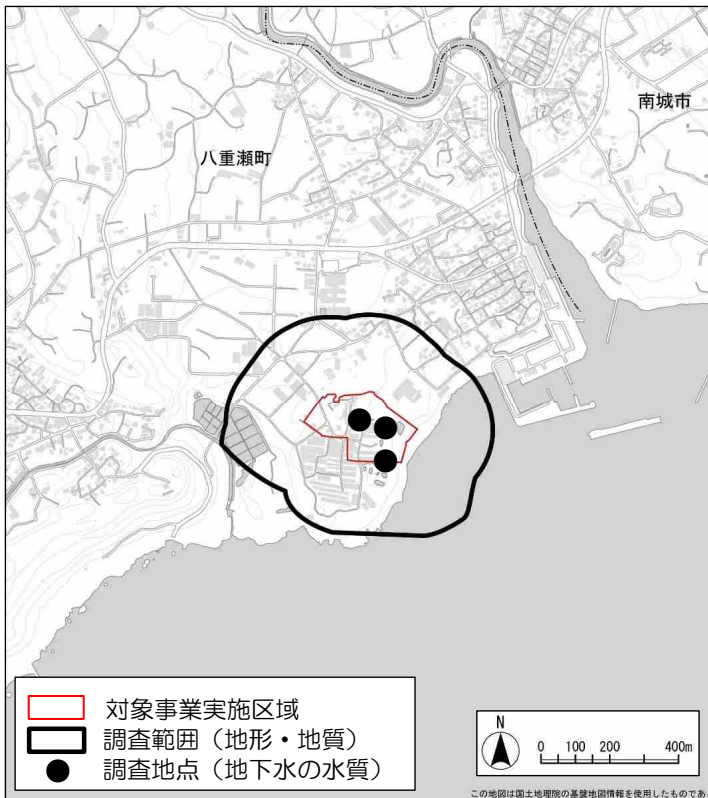 南城市
八重瀬町
対象事業実施区域
調査範囲（地形・地質）
調査地点（地下水の水質）
N
0 100 200 400m
この地図は国土地理院の基盤地図情報を使用したものであ